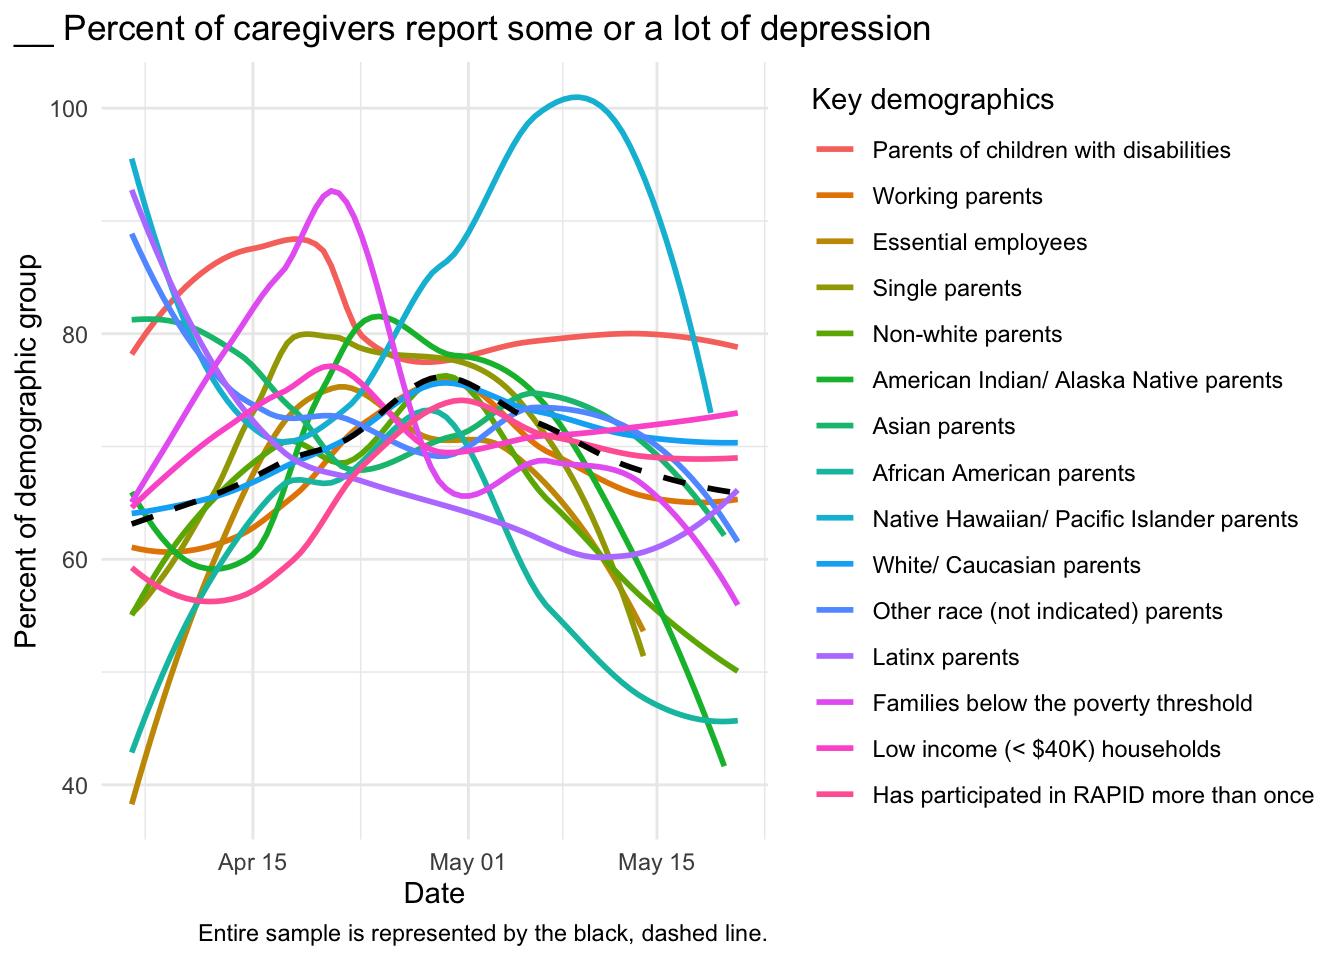 __ Percent of caregivers report some or a lot of depression
Percent of demographic group
100
80
60
40
Apr 15
May 01
May 15
Date
Key demographics
Parents of children with disabilities
Working parents
Essential employees
Single parents
Non-white parents
American Indian/ Alaska Native parents
Asian parents
African American parents
Native Hawaiian/ Pacific Islander parents
White/ Caucasian parents
Other race (not indicated) parents
Latinx parents
Families below the poverty threshold
Low income (< $40K) households
Has participated in RAPID more than once
Entire sample is represented by the black, dashed line.